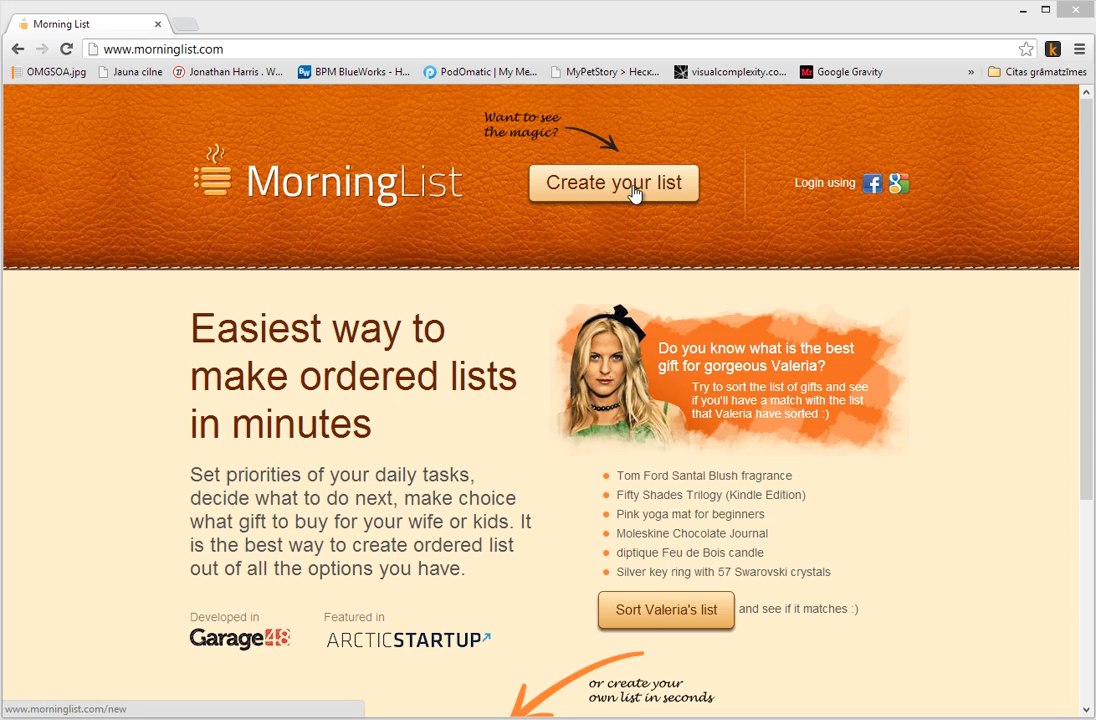 Morning List
www.morninglist.com
OMGSOA.jpg
Jauna cilne
Jonathan Harris . W...
BPM BlueWorks - H...
PodOmatic | My Me...
MyPetStory > Неск...
visualcomplexity.co...
Mr Google Gravity
»
Citas grāmatzīmes
Want to see
the magic?
MorningList
Create your list
Login using
Easiest way to
make ordered lists
in minutes
Set priorities of your daily tasks,
decide what to do next, make choice
what gift to buy for your wife or kids. It
is the best way to create ordered list
out of all the options you have.
Developed in
Garage48
Featured in
ARCTICSTARTUP
Do you know what is the best
gift for gorgeous Valeria?
Try to sort the list of gifts and see
if you'll have a match with the list
that Valeria have sorted :)
Tom Ford Santal Blush fragrance
Fifty Shades Trilogy (Kindle Edition)
Pink yoga mat for beginners
Moleskine Chocolate Journal
diptique Feu de Bois candle
Silver key ring with 57 Swarovski crystals
Sort Valeria's list and see if it matches :)
or create your
own list in seconds
www.morninglist.com/new